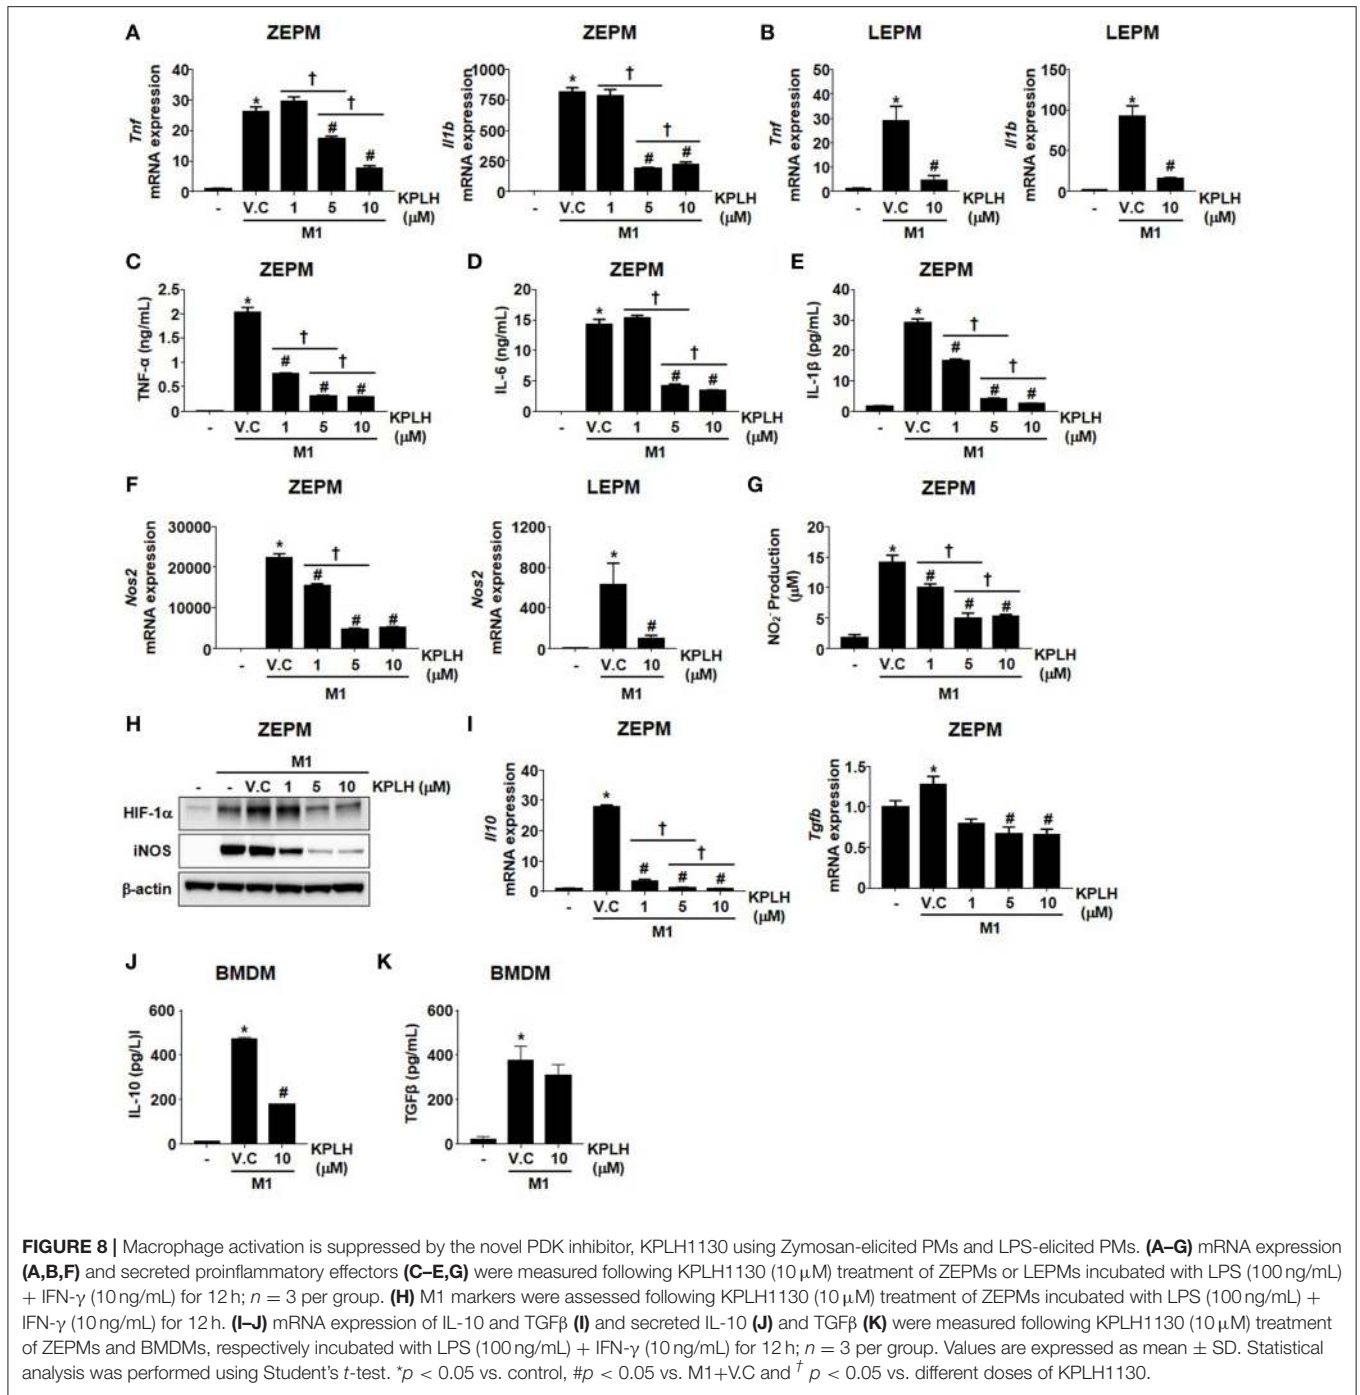 A
ZEPM
ZEPM
B
LEPM
LEPM
Tnf
mRNA expression
40
30
20
10
0
*
†
†
#
#
-
V.C
1
5
10
KPLH
(μM)
M1
Il1b
mRNA expression
1000
750
500
250
0
*
†
†
#
#
-
V.C
1
5
10
KPLH
(μM)
M1
Tnf
mRNA expression
50
40
30
20
10
0
*
#
-
V.C
10
KPLH
(μM)
M1
Il1b
mRNA expression
150
100
50
0
*
#
-
V.C
10
KPLH
(μM)
M1
C
ZEPM
TNF-α (ng/mL)
2.5
2
1.5
1
0.5
0
*
†
†
#
#
#
-
V.C
1
5
10
KPLH
(μM)
M1
D
ZEPM
IL-6 (ng/mL)
20
15
10
5
0
*
†
†
#
#
-
V.C
1
5
10
KPLH
(μM)
M1
E
ZEPM
IL-1β (pg/mL)
40
30
20
10
0
*
†
†
#
#
#
-
V.C
1
5
10
KPLH
(μM)
M1
F
ZEPM
Nos2
mRNA expression
30000
20000
10000
0
*
†
#
#
#
-
V.C
1
5
10
KPLH
(μM)
M1
LEPM
Nos2
mRNA expression
1200
800
400
0
*
#
-
V.C
10
KPLH
(μM)
M1
G
ZEPM
NO₂⁻ Production
(μM)
20
15
10
5
0
*
†
†
#
#
#
-
V.C
1
5
10
KPLH
(μM)
M1
H
ZEPM
M1
- - V.C 1 5 10 KPLH (μM)
HIF-1α
iNOS
β-actin
I
ZEPM
Il10
mRNA expression
40
30
20
10
0
*
†
†
#
#
#
-
V.C
1
5
10
KPLH
(μM)
M1
ZEPM
Tgfb
mRNA expression
1.5
1.0
0.5
0
*
#
#
-
V.C
1
5
10
KPLH
(μM)
M1
J
BMDM
IL-10 (pg/L)l
600
400
200
0
*
#
-
V.C
10
KPLH
(μM)
M1
K
BMDM
TGFβ (pg/mL)
600
400
200
0
*
-
V.C
10
KPLH
(μM)
M1
FIGURE 8 | Macrophage activation is suppressed by the novel PDK inhibitor, KPLH1130 using Zymosan-elicited PMs and LPS-elicited PMs. (A–G) mRNA expression
(A,B,F) and secreted proinflammatory effectors (C–E,G) were measured following KPLH1130 (10 μM) treatment of ZEPMs or LEPMs incubated with LPS (100 ng/mL)
+ IFN-γ (10 ng/mL) for 12 h; n = 3 per group. (H) M1 markers were assessed following KPLH1130 (10 μM) treatment of ZEPMs incubated with LPS (100 ng/mL) +
IFN-γ (10 ng/mL) for 12 h. (I–J) mRNA expression of IL-10 and TGFβ (I) and secreted IL-10 (J) and TGFβ (K) were measured following KPLH1130 (10 μM) treatment
of ZEPMs and BMDMs, respectively incubated with LPS (100 ng/mL) + IFN-γ (10 ng/mL) for 12 h; n = 3 per group. Values are expressed as mean ± SD. Statistical
analysis was performed using Student's t-test. *p < 0.05 vs. control, #p < 0.05 vs. M1+V.C and † p < 0.05 vs. different doses of KPLH1130.